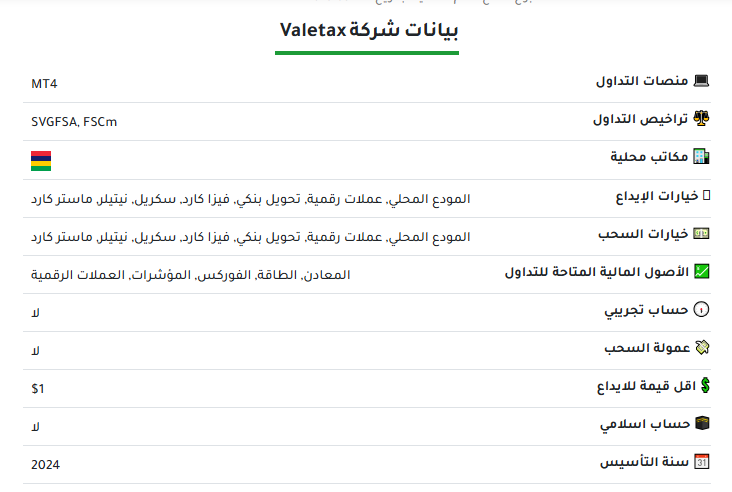 بيانات شركة Valetax
منصات التداول MT4
تراخيص التداول SVGFSA, FSCm
مكاتب محلية
خيارات الإيداع المودع المحلي, عملات رقمية, تحويل بنكي, فيزا كارد, سكريل, نيتيلر, ماستر كارد
خيارات السحب المودع المحلي, عملات رقمية, تحويل بنكي, فيزا كارد, سكريل, نيتيلر, ماستر كارد
الأصول المالية المتاحة للتداول المعادن, الطاقة, الفوركس, المؤشرات, العملات الرقمية
حساب تجريبي لا
عمولة السحب لا
اقل قيمة للايداع $1
حساب اسلامي لا
سنة التأسيس 2024